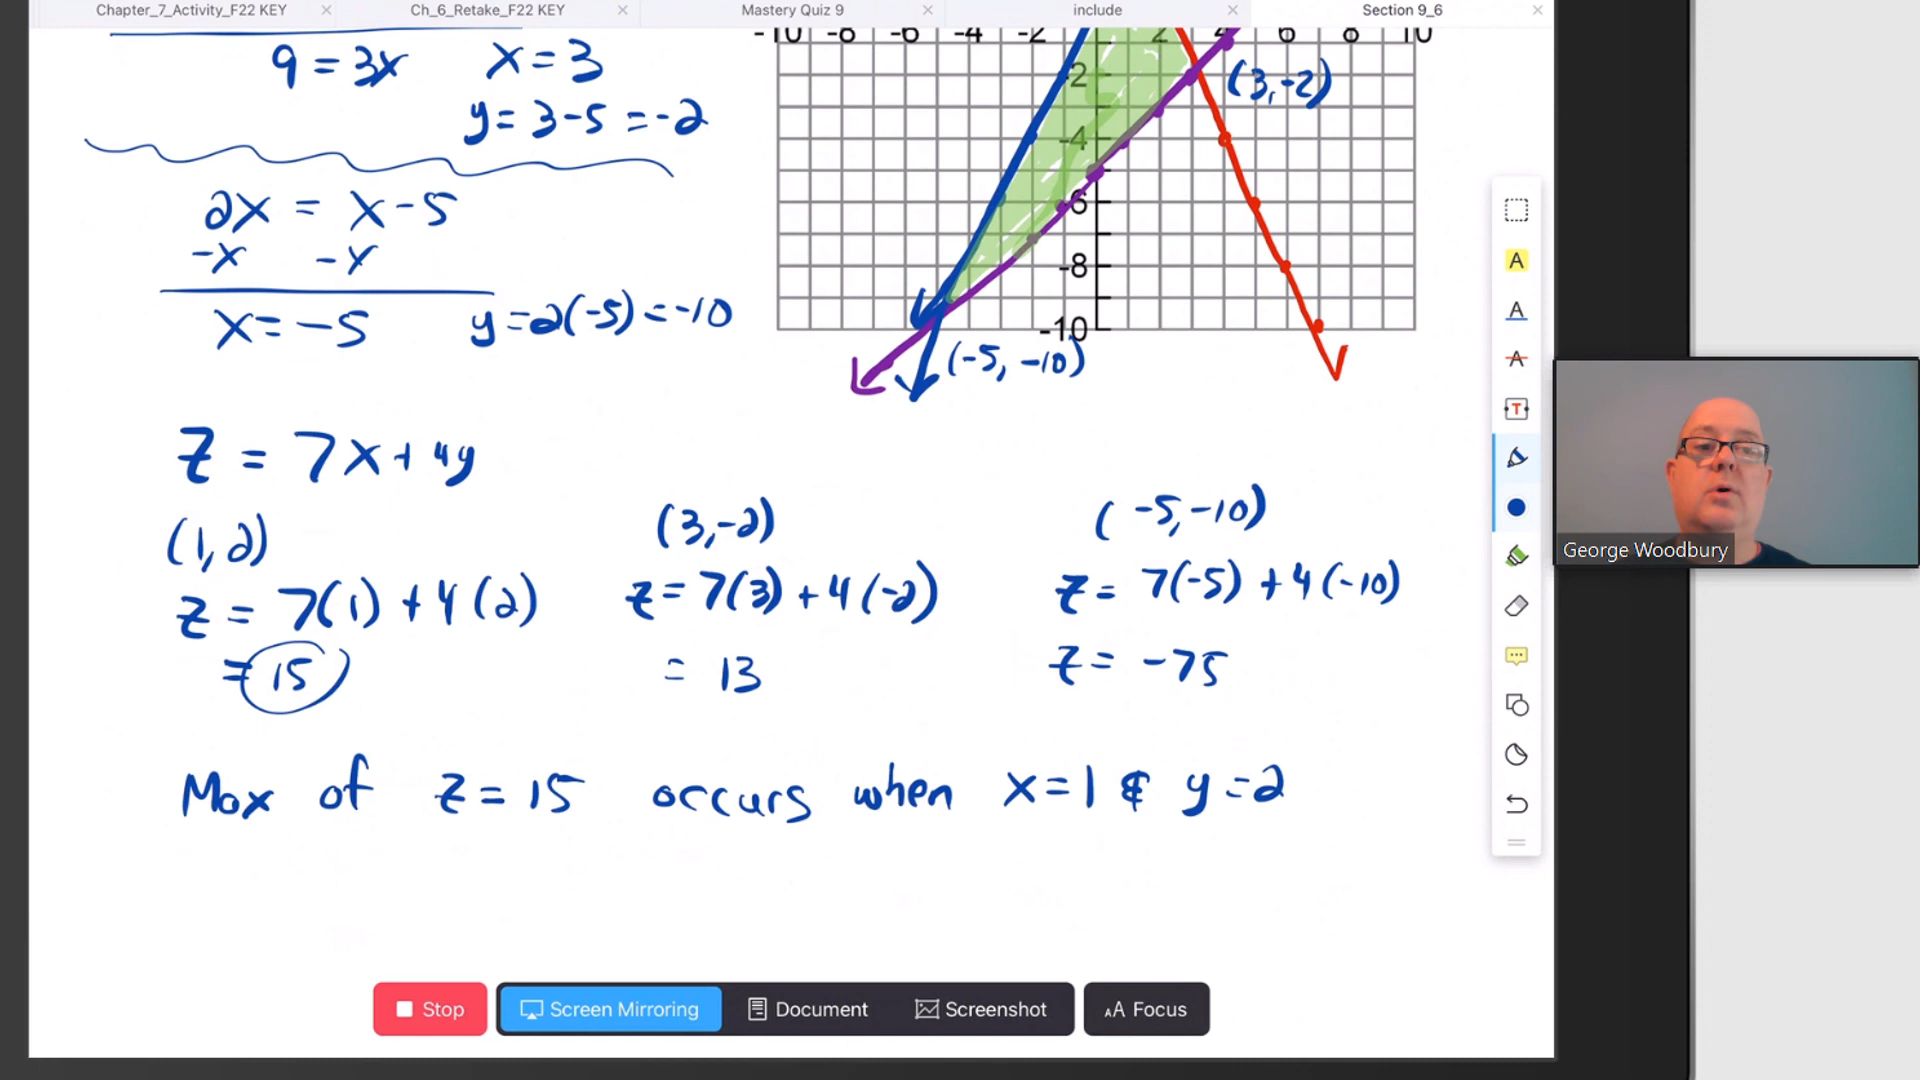 Chapter_7_Activity_F22 KEY Ch_6_Retake_F22 KEY Mastery Quiz 9 include Section 9_6
9 = 3x x = 3
y = 3 - 5 = -2
2x = x - 5
-x -x
x = -5 y = 2(-5) = -10
-10 -8 -6 -4 -2 2 4 6 8 10
-2 (3, -2)
-4
-6
-8
-10
(-5, -10)
z = 7x + 4y
(1, 2) (3, -2) (-5, -10)
z = 7(1) + 4(2) z = 7(3) + 4(-2) z = 7(-5) + 4(-10)
= 15 = 13 z = -75
Max of z = 15 occurs when x = 1 & y = 2
A
A
A
T
George Woodbury
Stop Screen Mirroring Document Screenshot AA Focus